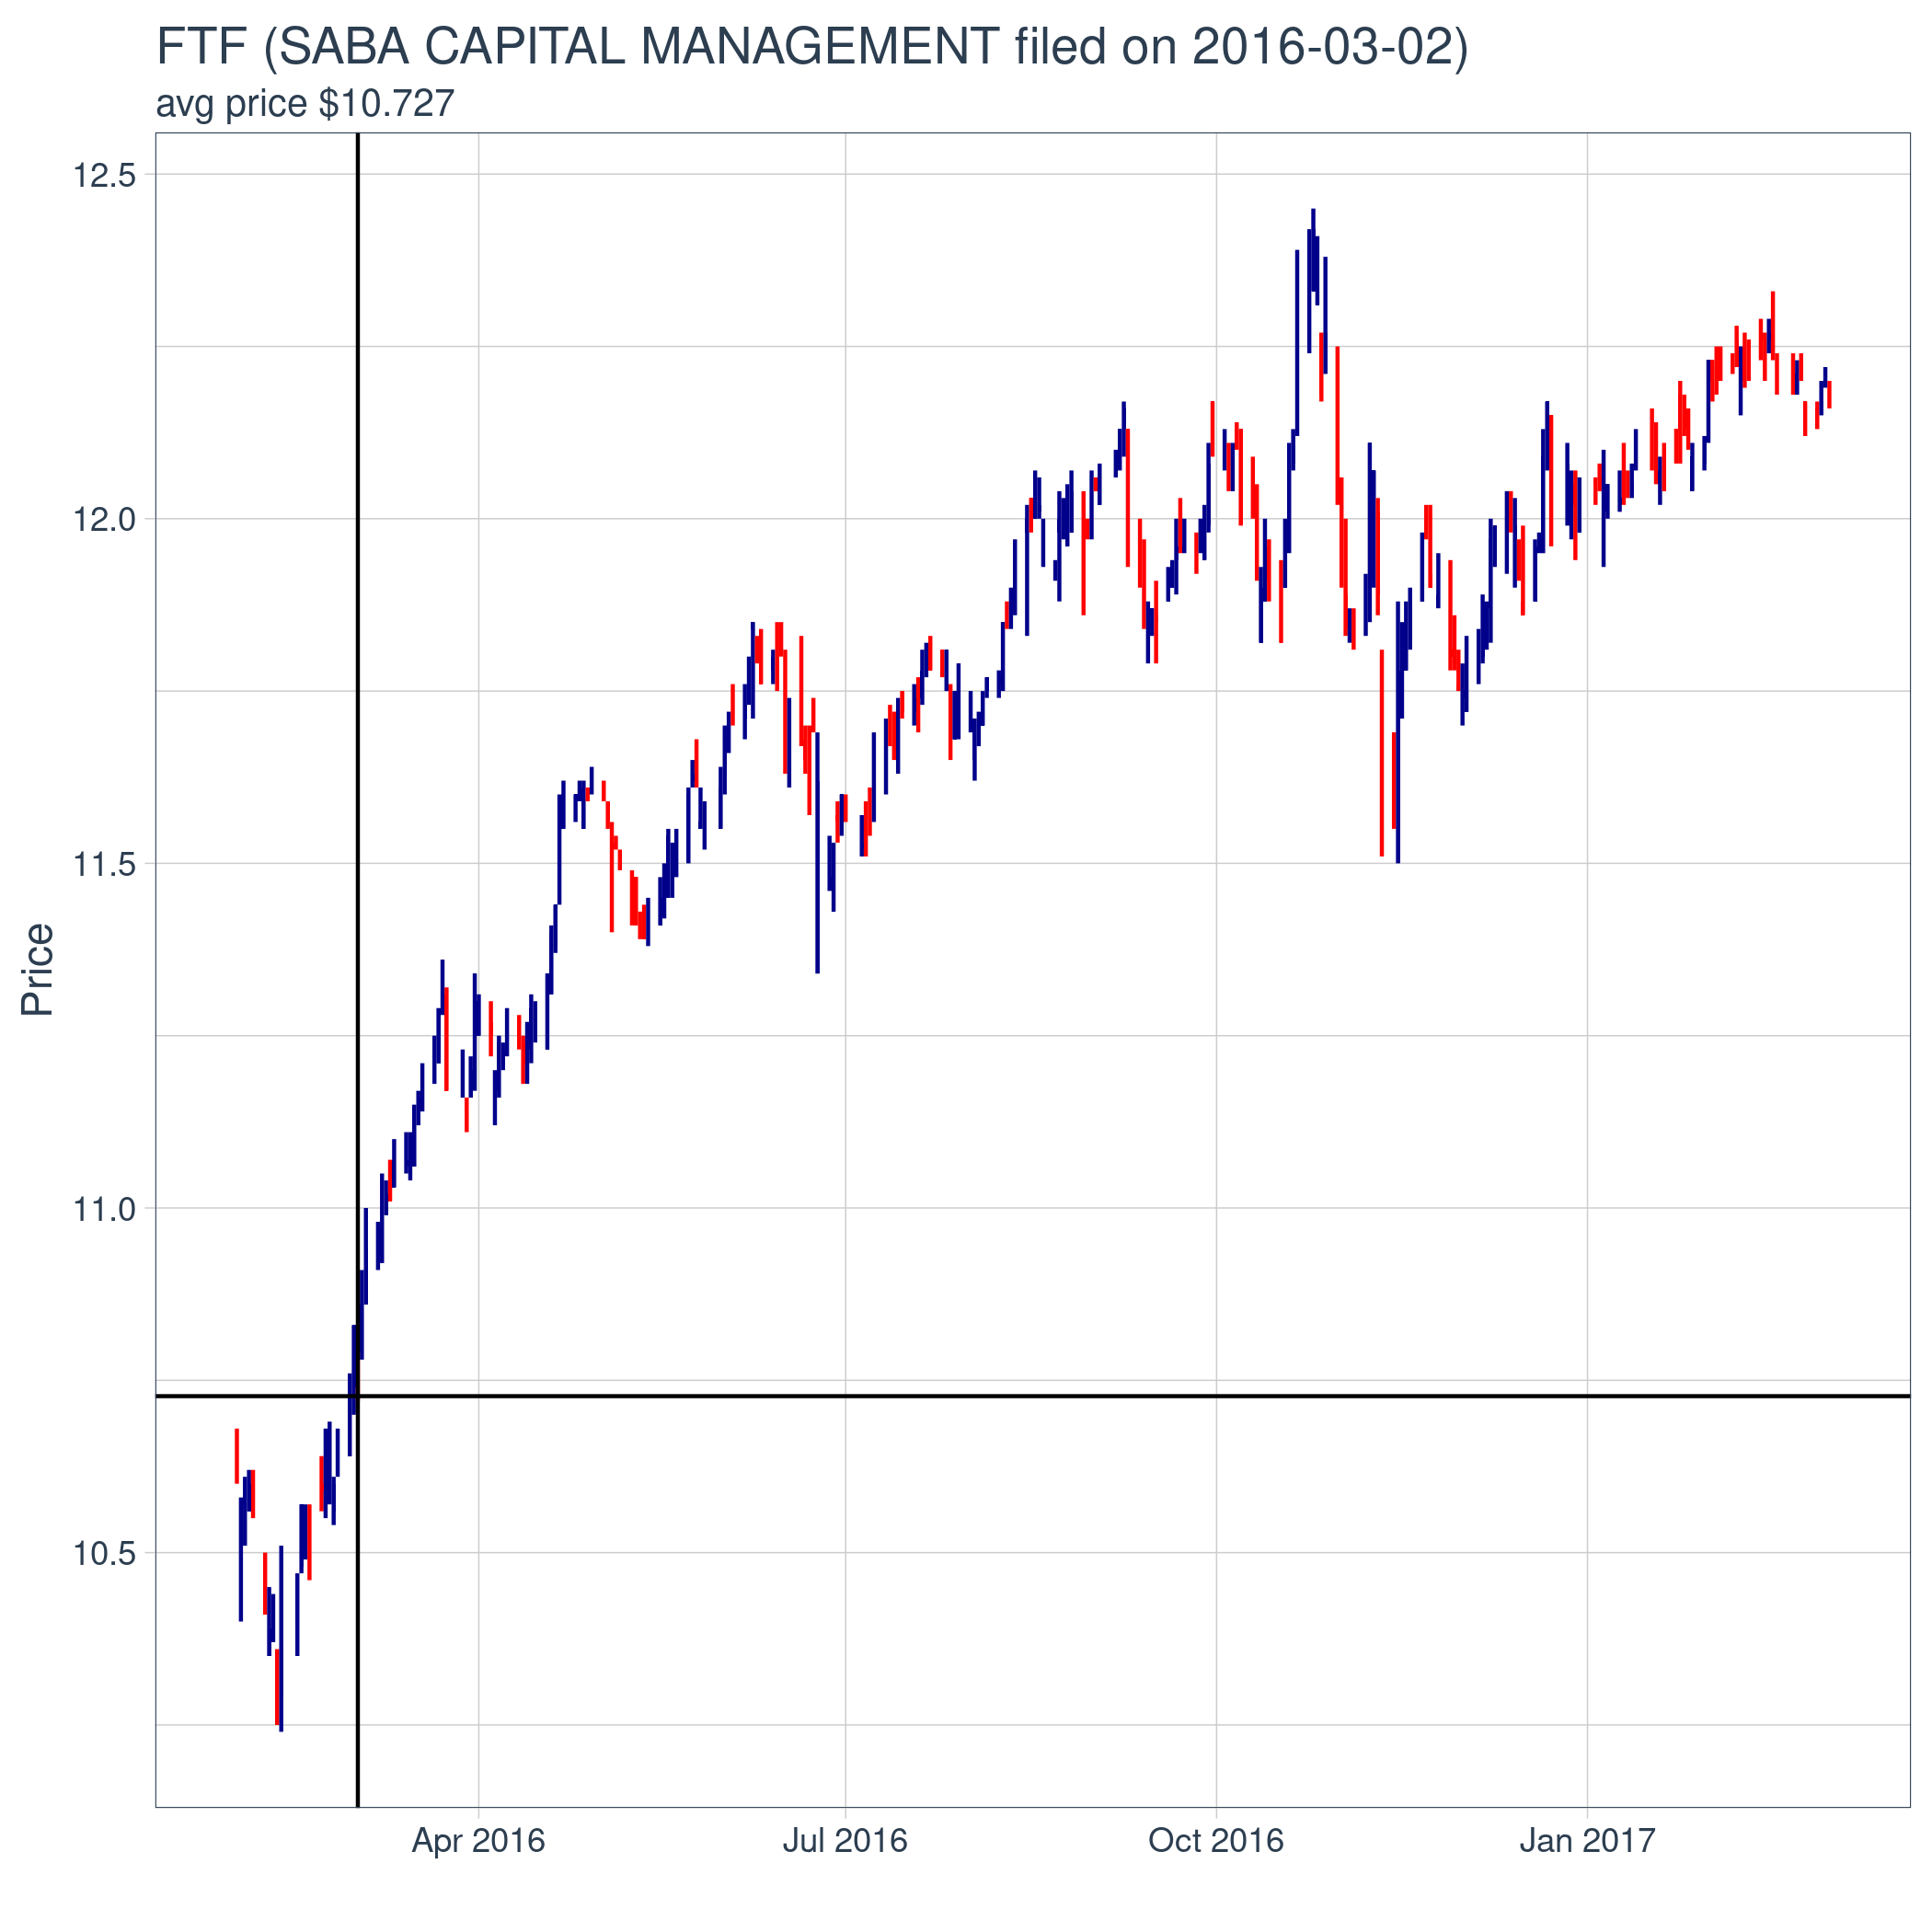 FTF (SABA CAPITAL MANAGEMENT filed on 2016-03-02)
avg price $10.727
12.5
12.0
11.5
11.0
10.5
Price
Apr 2016
Jul 2016
Oct 2016
Jan 2017